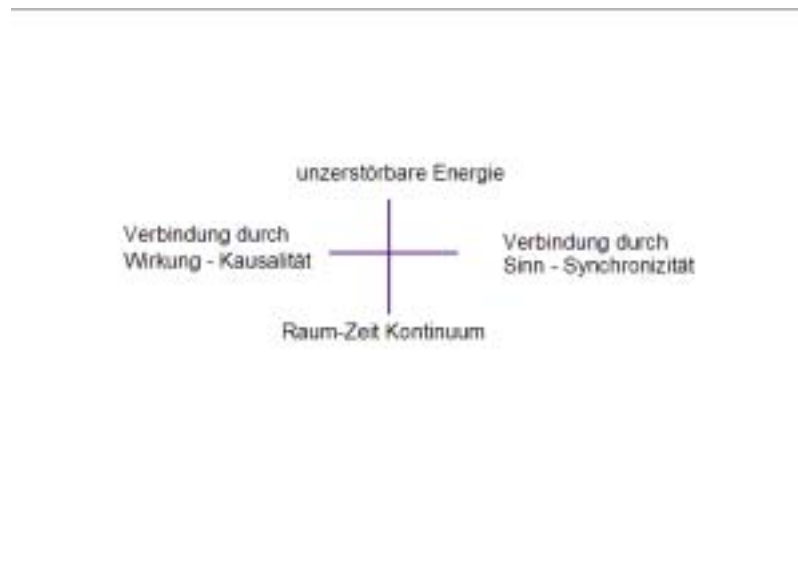 unzerstörbare Energie
Verbindung durch
Wirkung - Kausalität
Verbindung durch
Sinn - Synchronizität
Raum-Zeit Kontinuum